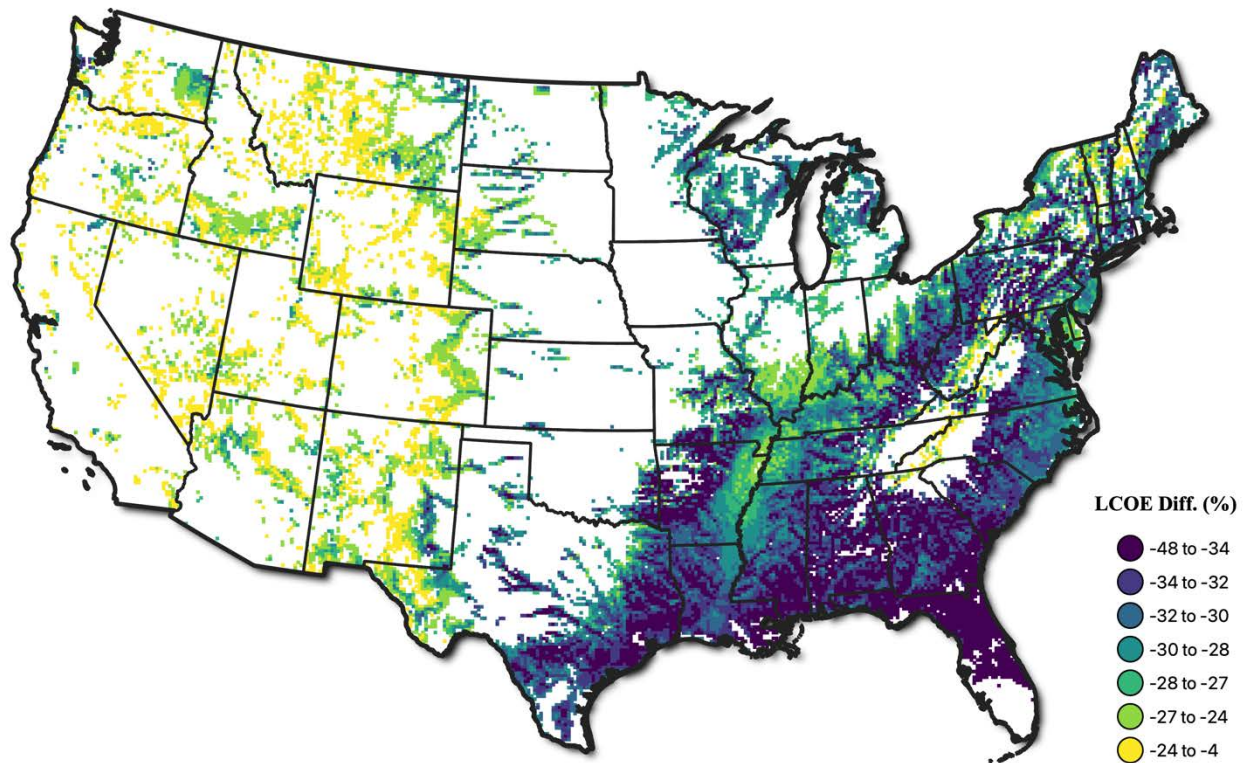 LCOE Diff. (%)
-48 to -34
-34 to -32
-32 to -30
-30 to -28
-28 to -27
-27 to -24
-24 to -4